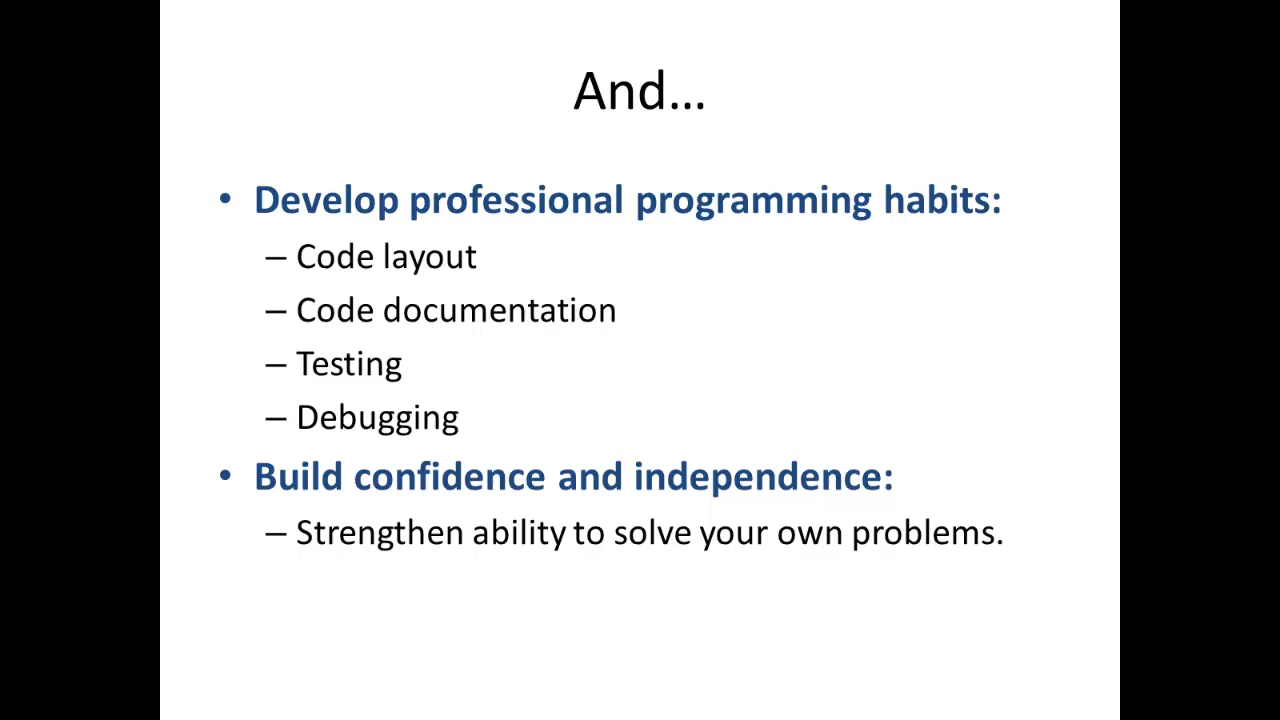 And…
• Develop professional programming habits:
– Code layout
– Code documentation
– Testing
– Debugging
• Build confidence and independence:
– Strengthen ability to solve your own problems.